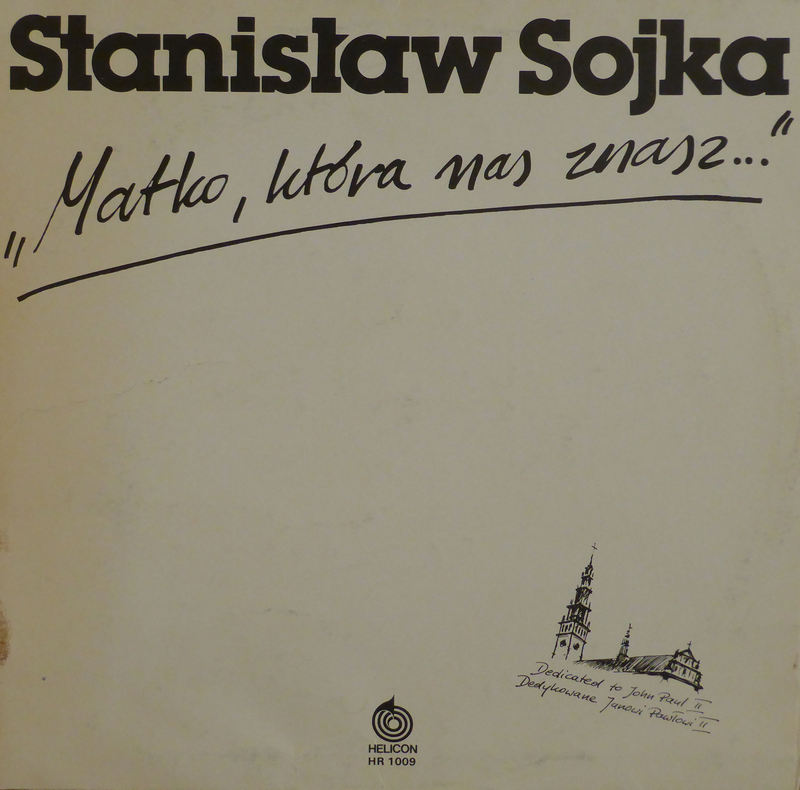 Stanisław Sojka
„Matko, która nas znasz..."
Dedicated to John Paul II
Dedykowane Janowi Pawłowi II
HELICON
HR 1009